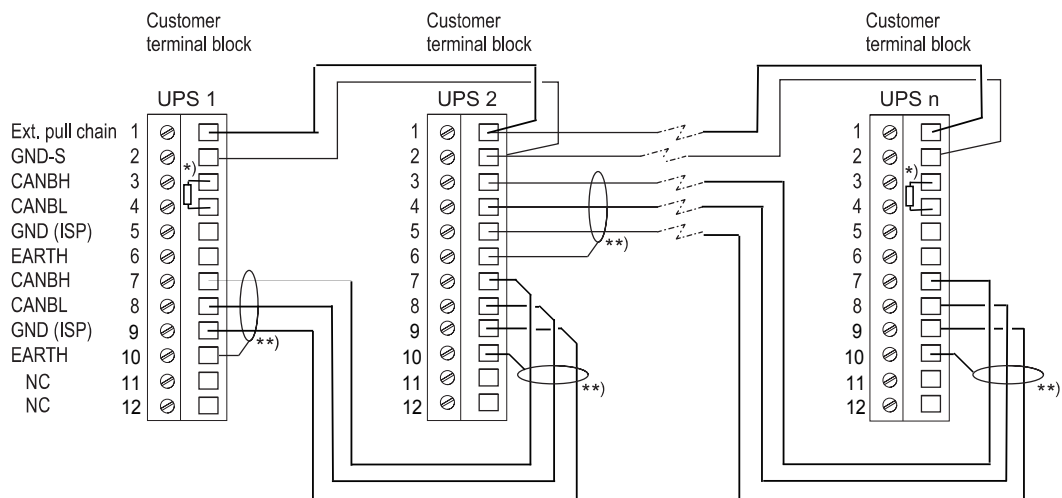 Customer
terminal block
Customer
terminal block
Customer
terminal block
UPS 1
UPS 2
UPS n
Ext. pull chain 1
GND-S 2
CANBH 3
CANBL 4
GND (ISP) 5
EARTH 6
CANBH 7
CANBL 8
GND (ISP) 9
EARTH 10
NC 11
NC 12
*)
**)
1
2
3
4
5
6
7
8
9
10
11
12
**)
**)
1
2
3
4
5
6
7
8
9
10
11
12
*)
**)